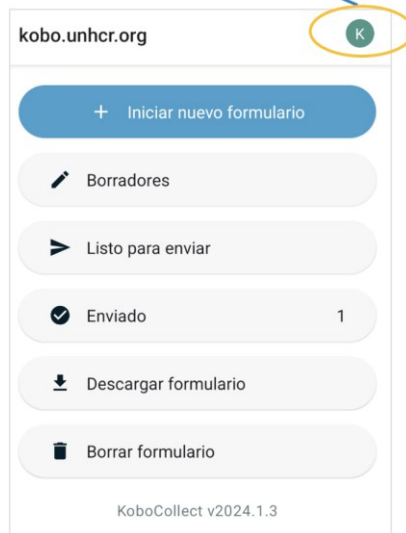 kobo.unhcr.org
K
+ Iniciar nuevo formulario
Borradores
Listo para enviar
Enviado 1
Descargar formulario
Borrar formulario
KoboCollect v2024.1.3